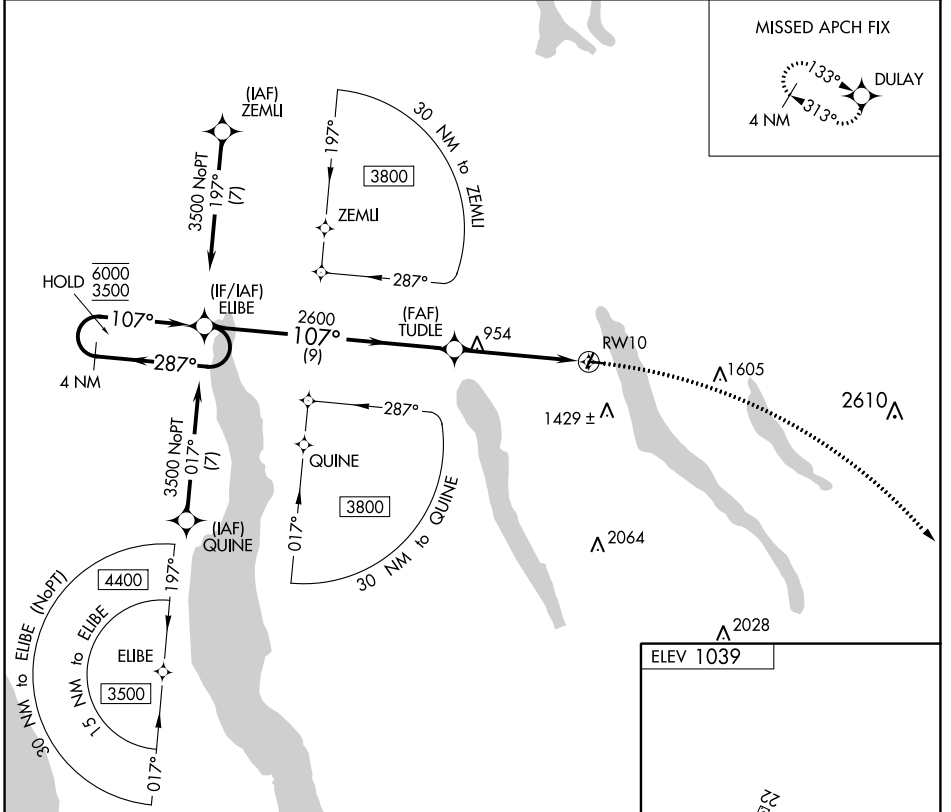 MISSED APCH FIX
133°
DULAY
313°
4 NM
(IAF)
ZEMLI
3500 NoPT
197°
(7)
197°
30 NM to ZEMLI
3800
ZEMLI
287°
HOLD
6000
3500
(IF/IAF)
ELIBE
107°
2600
107°
(9)
(FAF)
TUDLE
954
RW10
287°
4 NM
1605
2610
1429 ±
287°
3500 NoPT
017°
(7)
QUINE
3800
017°
30 NM to QUINE
(IAF)
QUINE
2064
30 NM to ELIBE (NoPT)
4400
197°
15 NM to ELIBE
ELIBE
3500
017°
2028
ELEV 1039
22